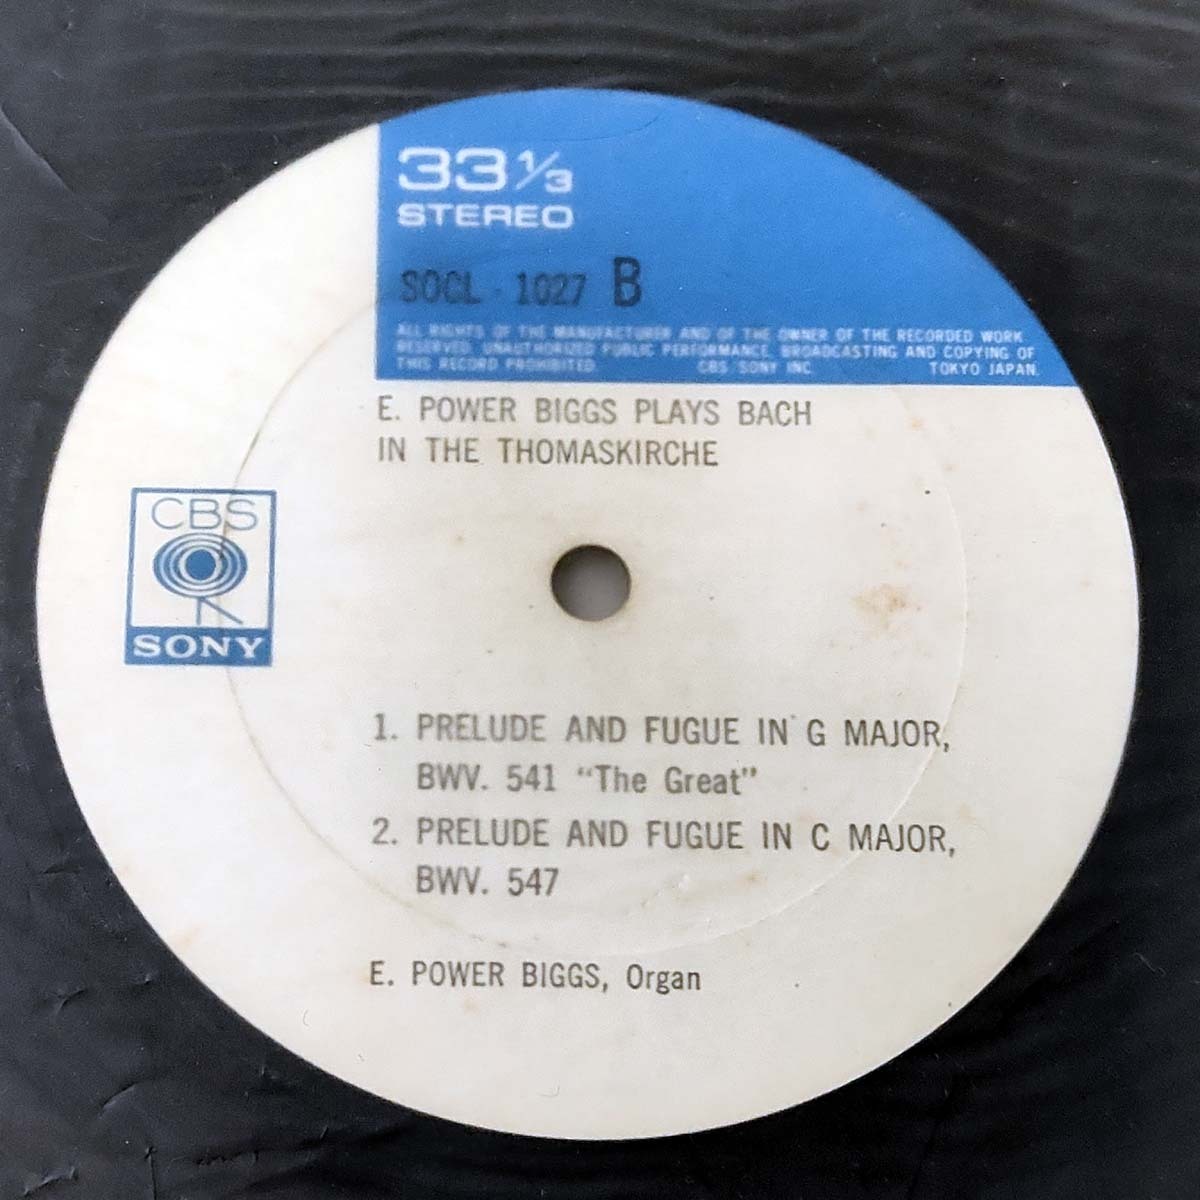 33 1/3
STEREO
SOCL · 1027 B
ALL RIGHTS OF THE MANUFACTURER AND OF THE OWNER OF THE RECORDED WORK
RESERVED. UNAUTHORIZED PUBLIC PERFORMANCE, BROADCASTING AND COPYING OF
THIS RECORD PROHIBITED. CBS/SONY INC. TOKYO JAPAN.
E. POWER BIGGS PLAYS BACH
IN THE THOMASKIRCHE
CBS
SONY
1. PRELUDE AND FUGUE IN G MAJOR,
BWV. 541 “The Great”
2. PRELUDE AND FUGUE IN C MAJOR,
BWV. 547
E. POWER BIGGS, Organ